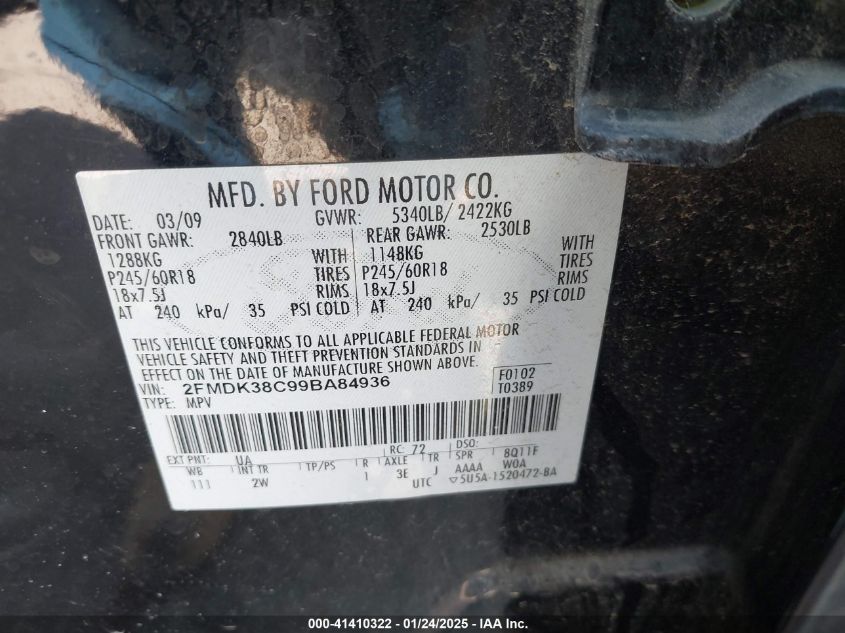 MFD. BY FORD MOTOR CO.
DATE: 03/09 GVWR: 5340LB/ 2422KG
FRONT GAWR: 2840LB REAR GAWR: 2530LB
1288KG WITH 1148KG WITH
P245/60R18 TIRES P245/60R18 TIRES
18x7.5J RIMS 18x7.5J RIMS
AT 240 kPa/ 35 PSI COLD AT 240 kPa/ 35 PSI COLD
THIS VEHICLE CONFORMS TO ALL APPLICABLE FEDERAL MOTOR
VEHICLE SAFETY AND THEFT PREVENTION STANDARDS IN
EFFECT ON THE DATE OF MANUFACTURE SHOWN ABOVE.
VIN: 2FMDK38C99BA84936 F0102
TYPE: MPV T0389
EXT PNT: UA RC: 72 DSO:
WB INT TR TP/PS R AXLE TR SPR 8Q11F
111 2W I 3E J AAAA W0A
UTC ▽5U5A-1520472-BA
000-41410322 | 01/24/2025 | IAA Inc.